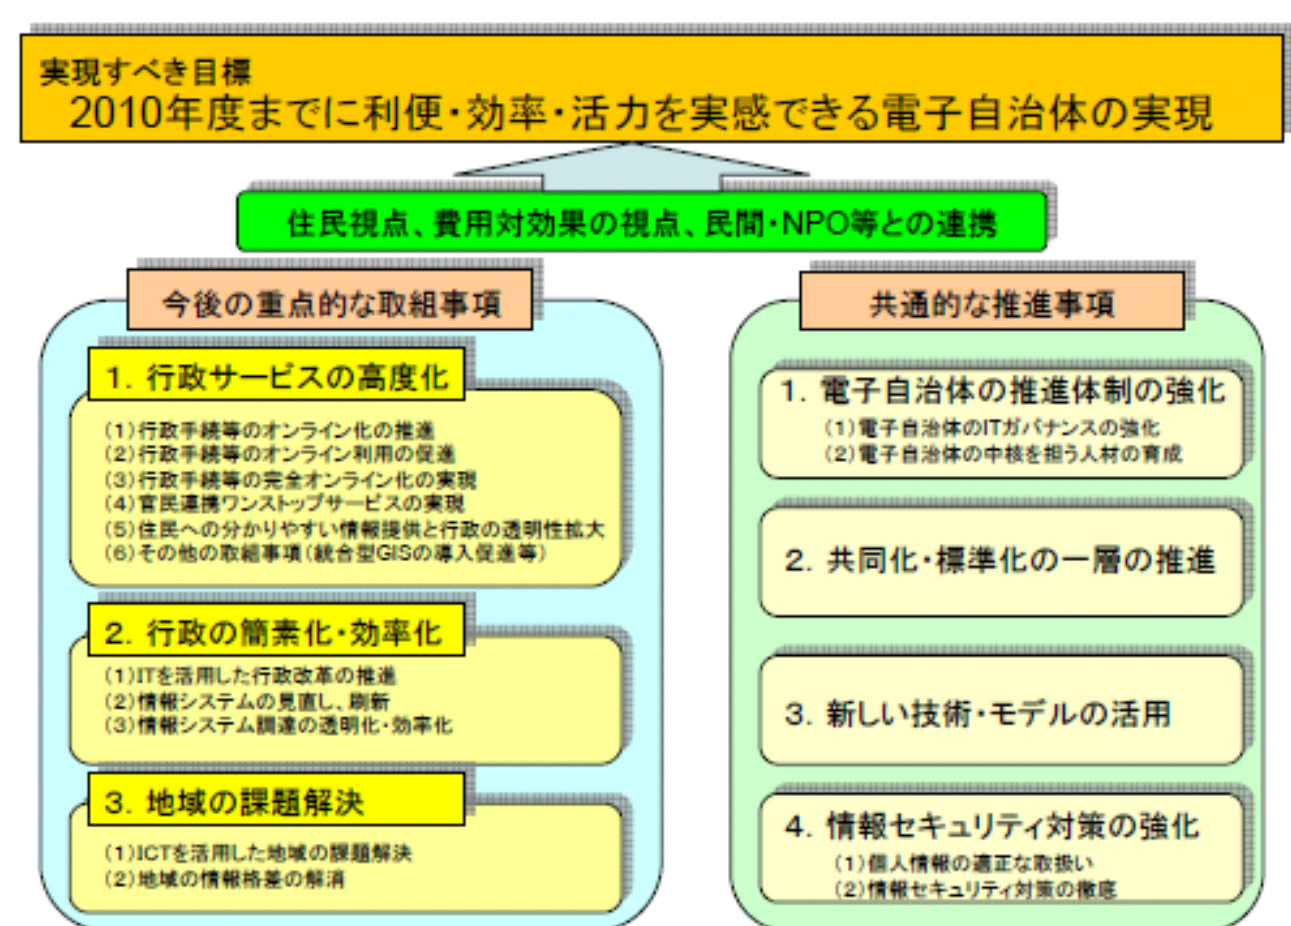 実現すべき目標
2010年度までに利便・効率・活力を実感できる電子自治体の実現
住民視点、費用対効果の視点、民間・NPO等との連携
今後の重点的な取組事項
1．行政サービスの高度化
(1)行政手続等のオンライン化の推進
(2)行政手続等のオンライン利用の促進
(3)行政手続等の完全オンライン化の実現
(4)官民連携ワンストップサービスの実現
(5)住民への分かりやすい情報提供と行政の透明性拡大
(6)その他の取組事項(統合型GISの導入促進等)
2．行政の簡素化・効率化
(1)ITを活用した行政改革の推進
(2)情報システムの見直し、刷新
(3)情報システム調達の透明化・効率化
3．地域の課題解決
(1)ICTを活用した地域の課題解決
(2)地域の情報格差の解消
共通的な推進事項
1．電子自治体の推進体制の強化
(1)電子自治体のITガバナンスの強化
(2)電子自治体の中核を担う人材の育成
2．共同化・標準化の一層の推進
3．新しい技術・モデルの活用
4．情報セキュリティ対策の強化
(1)個人情報の適正な取扱い
(2)情報セキュリティ対策の徹底